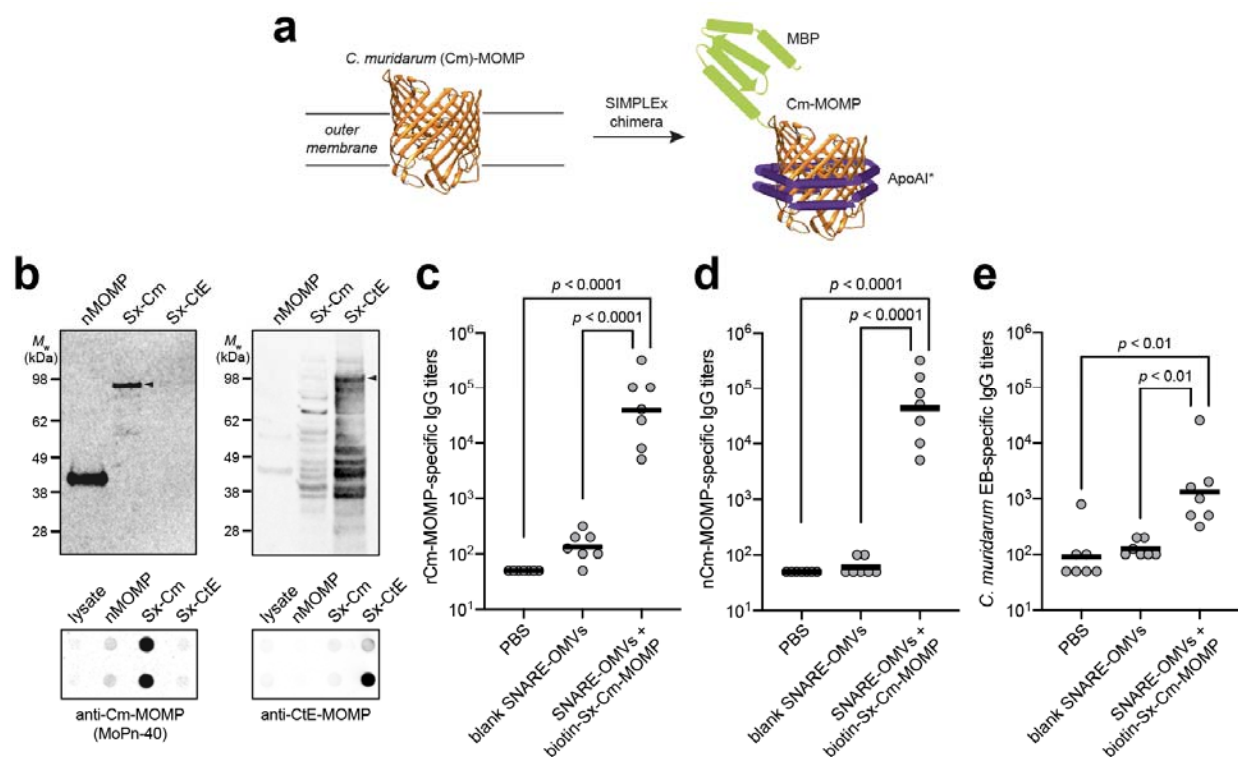 a
C. muridarum (Cm)-MOMP
outer
membrane
SIMPLEx
chimera
MBP
Cm-MOMP
ApoAI*
b
nMOMP
Sx-Cm
Sx-CtE
Mw
(kDa)
98
62
49
38
28
nMOMP
Sx-Cm
Sx-CtE
Mw
(kDa)
98
62
49
38
28
lysate
nMOMP
Sx-Cm
Sx-CtE
anti-Cm-MOMP
(MoPn-40)
lysate
nMOMP
Sx-Cm
Sx-CtE
anti-CtE-MOMP
c
p < 0.0001
p < 0.0001
rCm-MOMP-specific IgG titers
10^6
10^5
10^4
10^3
10^2
10^1
PBS
blank SNARE-OMVs
SNARE-OMVs +
biotin-Sx-Cm-MOMP
d
p < 0.0001
p < 0.0001
nCm-MOMP-specific IgG titers
10^6
10^5
10^4
10^3
10^2
10^1
PBS
blank SNARE-OMVs
SNARE-OMVs +
biotin-Sx-Cm-MOMP
e
p < 0.01
p < 0.01
C. muridarum EB-specific IgG titers
10^6
10^5
10^4
10^3
10^2
10^1
PBS
blank SNARE-OMVs
SNARE-OMVs +
biotin-Sx-Cm-MOMP